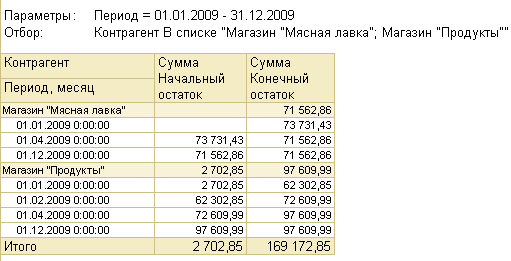 Параметры: Период = 01.01.2009 - 31.12.2009
Отбор: Контрагент В списке "Магазин "Мясная лавка"; Магазин "Продукты""
Контрагент Сумма Начальный остаток Сумма Конечный остаток
Период, месяц
Магазин "Мясная лавка" 71 562,86
01.01.2009 0:00:00 73 731,43
01.04.2009 0:00:00 73 731,43 71 562,86
01.12.2009 0:00:00 71 562,86 71 562,86
Магазин "Продукты" 2 702,85 97 609,99
01.01.2009 0:00:00 2 702,85 62 302,85
01.02.2009 0:00:00 62 302,85 72 609,99
01.04.2009 0:00:00 72 609,99 97 609,99
01.12.2009 0:00:00 97 609,99 97 609,99
Итого 2 702,85 169 172,85